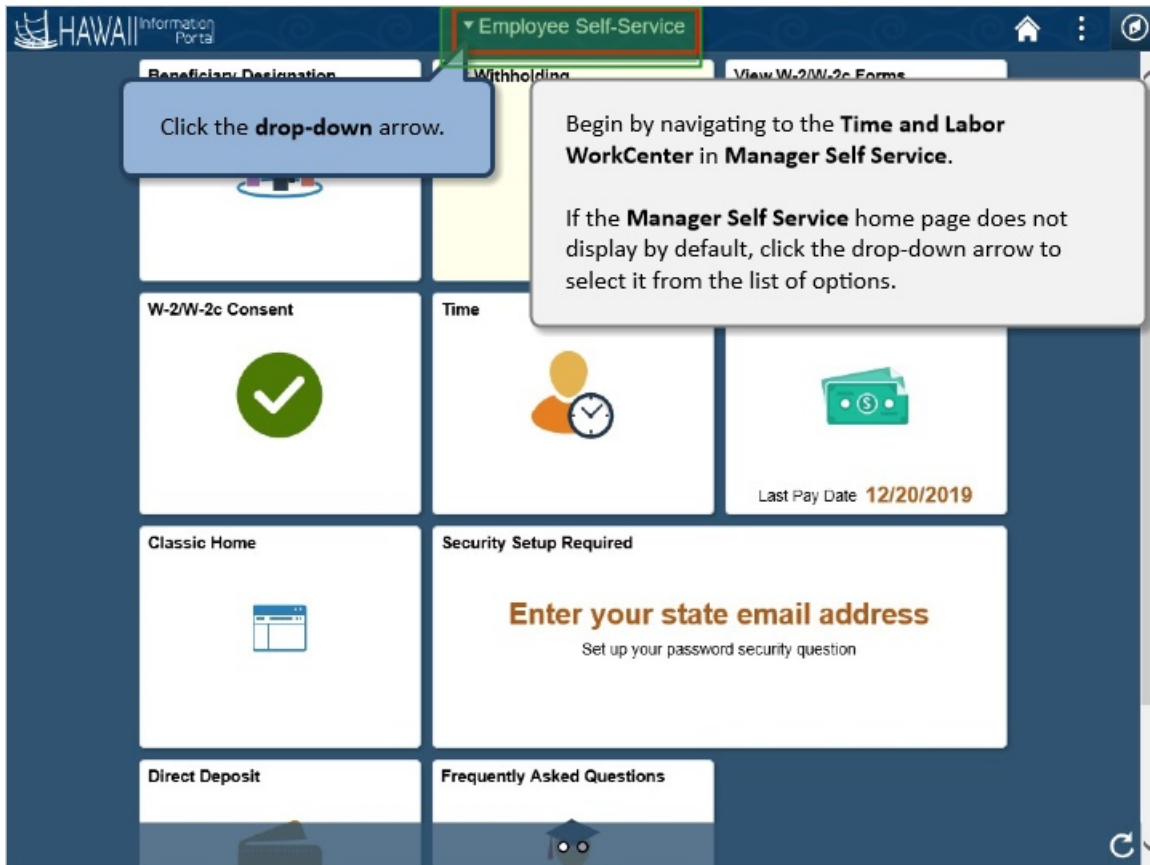 HAWAII Information
Portal
Employee Self-Service
Beneficiary Designation
Withholding
View W-2/W-2c Forms
Click the drop-down arrow.
Begin by navigating to the Time and Labor
WorkCenter in Manager Self Service.
If the Manager Self Service home page does not
display by default, click the drop-down arrow to
select it from the list of options.
W-2/W-2c Consent
Time
Last Pay Date 12/20/2019
Classic Home
Security Setup Required
Enter your state email address
Set up your password security question
Direct Deposit
Frequently Asked Questions